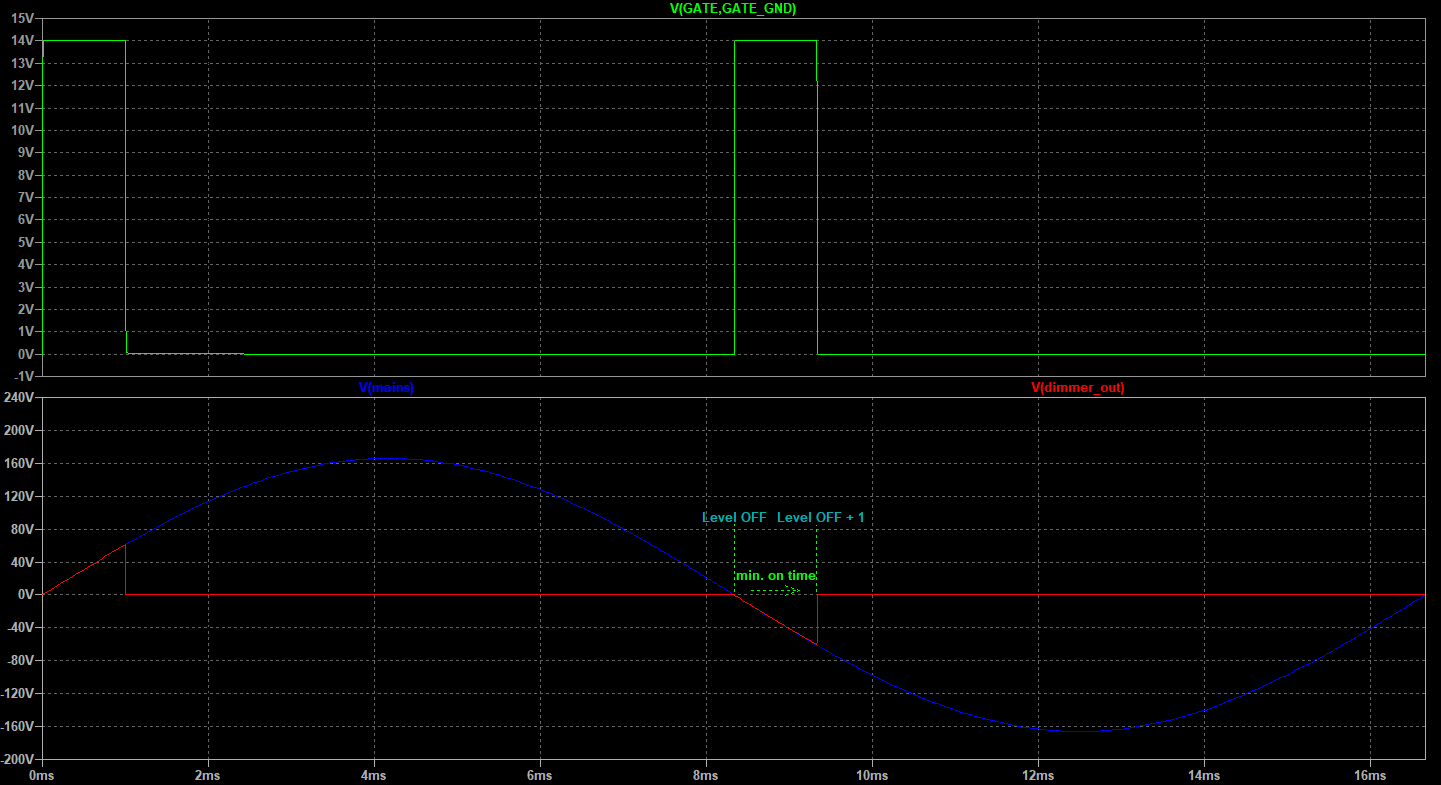 V(GATE,GATE_GND)
15V
14V
13V
12V
11V
10V
9V
8V
7V
6V
5V
4V
3V
2V
1V
0V
-1V
V(mains) V(dimmer_out)
240V
200V
160V
120V
80V
40V
0V
-40V
-80V
-120V
-160V
-200V
Level OFF Level OFF + 1
min. on time
0ms 2ms 4ms 6ms 8ms 10ms 12ms 14ms 16ms